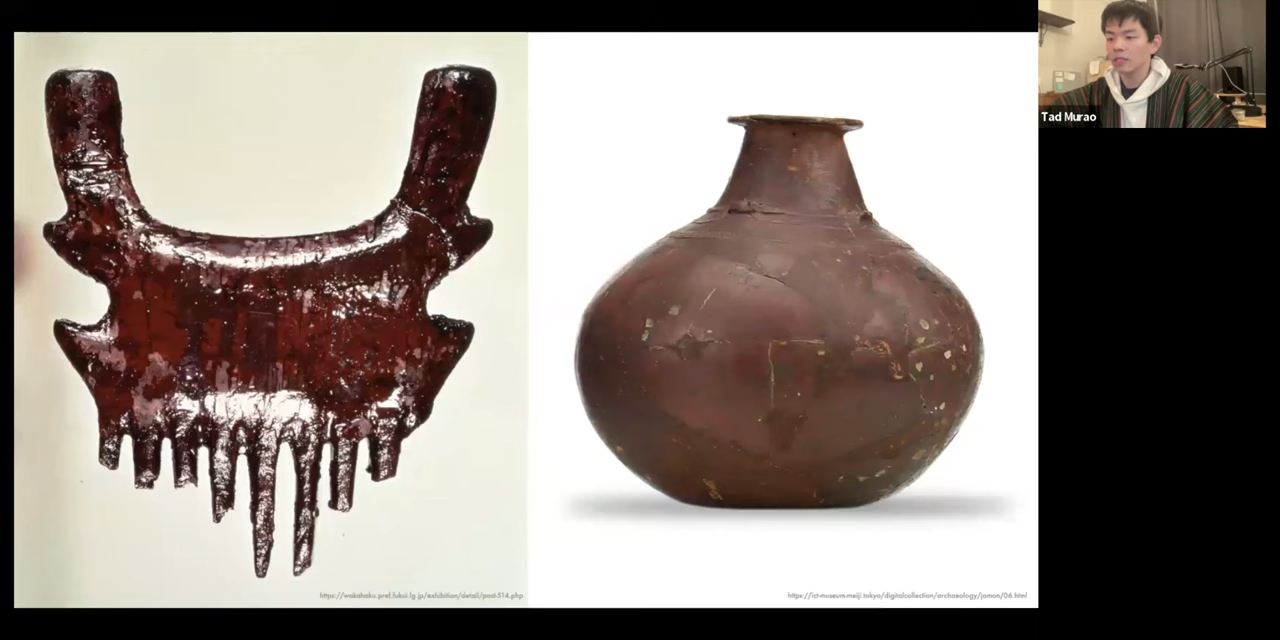 Tad Murao
https://wakahaku.pref.fukui.lg.jp/exhibition/detail/post-514.php
https://ict-museum-meiji.tokyo/digitalcollection/archaeology/jomon/06.html